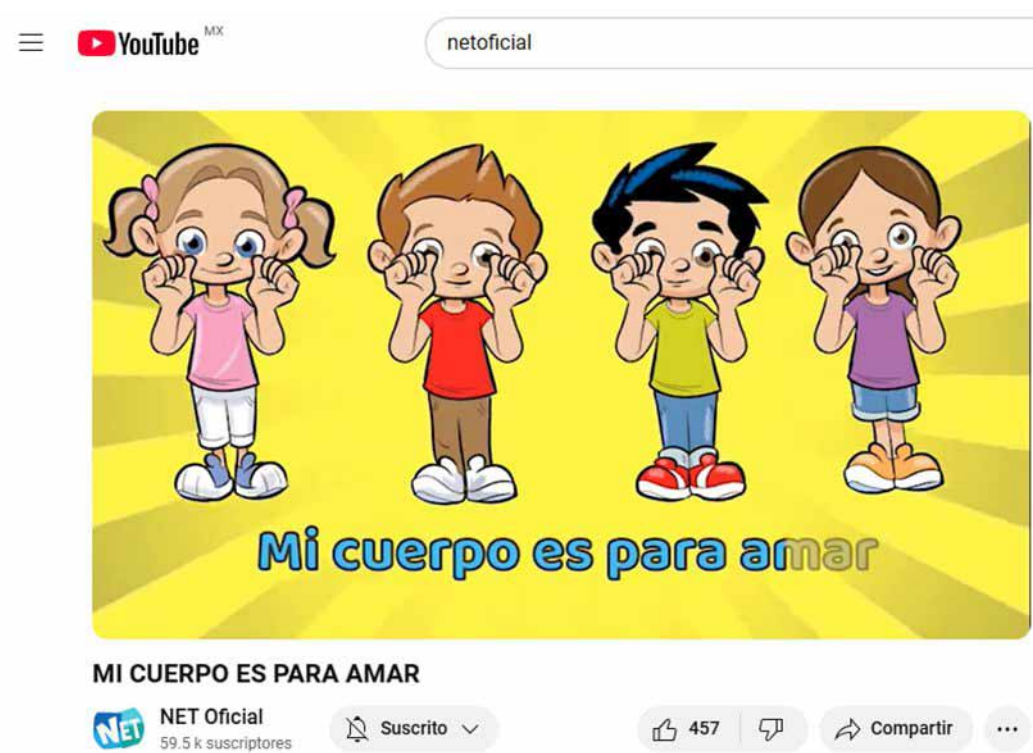 YouTube MX
netoficial
Mi cuerpo es para amar
MI CUERPO ES PARA AMAR
NET
NET Oficial
59.5 k suscriptores
Suscrito
457
Compartir